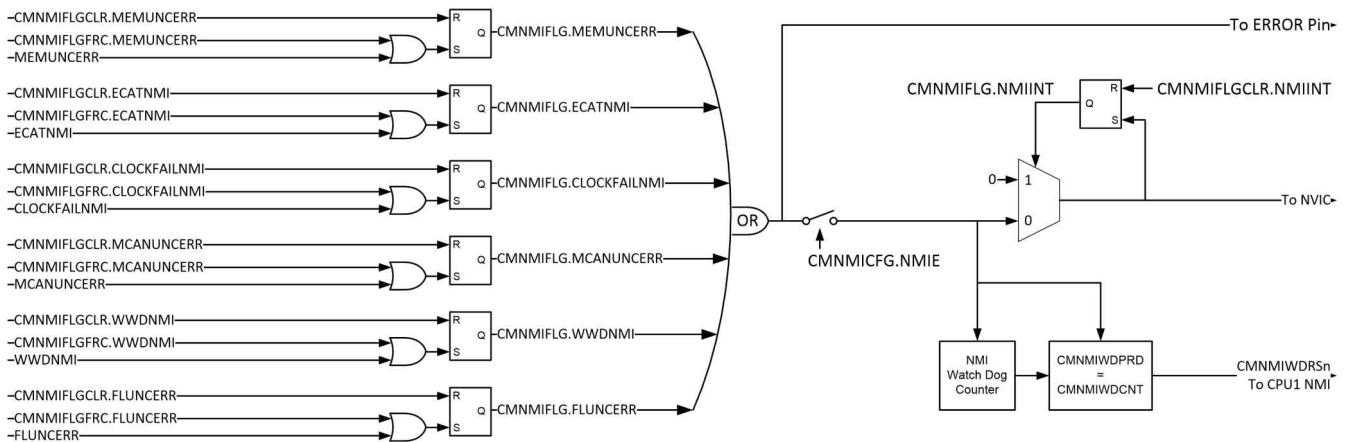 CMNMIFLGCLR.MEMUNCERR
CMNMIFLGFRC.MEMUNCERR
MEMUNCERR
R
Q
S
CMNMIFLG.MEMUNCERR
CMNMIFLGCLR.ECATNMI
CMNMIFLGFRC.ECATNMI
ECATNMI
R
Q
S
CMNMIFLG.ECATNMI
CMNMIFLGCLR.CLOCKFAILNMI
CMNMIFLGFRC.CLOCKFAILNMI
CLOCKFAILNMI
R
Q
S
CMNMIFLG.CLOCKFAILNMI
CMNMIFLGCLR.MCANUNCERR
CMNMIFLGFRC.MCANUNCERR
MCANUNCERR
R
Q
S
CMNMIFLG.MCANUNCERR
CMNMIFLGCLR.WWDNMI
CMNMIFLGFRC.WWDNMI
WWDNMI
R
Q
S
CMNMIFLG.WWDNMI
CMNMIFLGCLR.FLUNCERR
CMNMIFLGFRC.FLUNCERR
FLUNCERR
R
Q
S
CMNMIFLG.FLUNCERR
OR
CMNMICFG.NMIE
To ERROR Pin
CMNMIFLG.NMIINT
R
Q
S
CMNMIFLGCLR.NMIINT
0
1
0
To NVIC
NMI
Watch Dog
Counter
CMNMIWDPRD
=
CMNMIWDCNT
CMNMIWDRSn
To CPU1 NMI